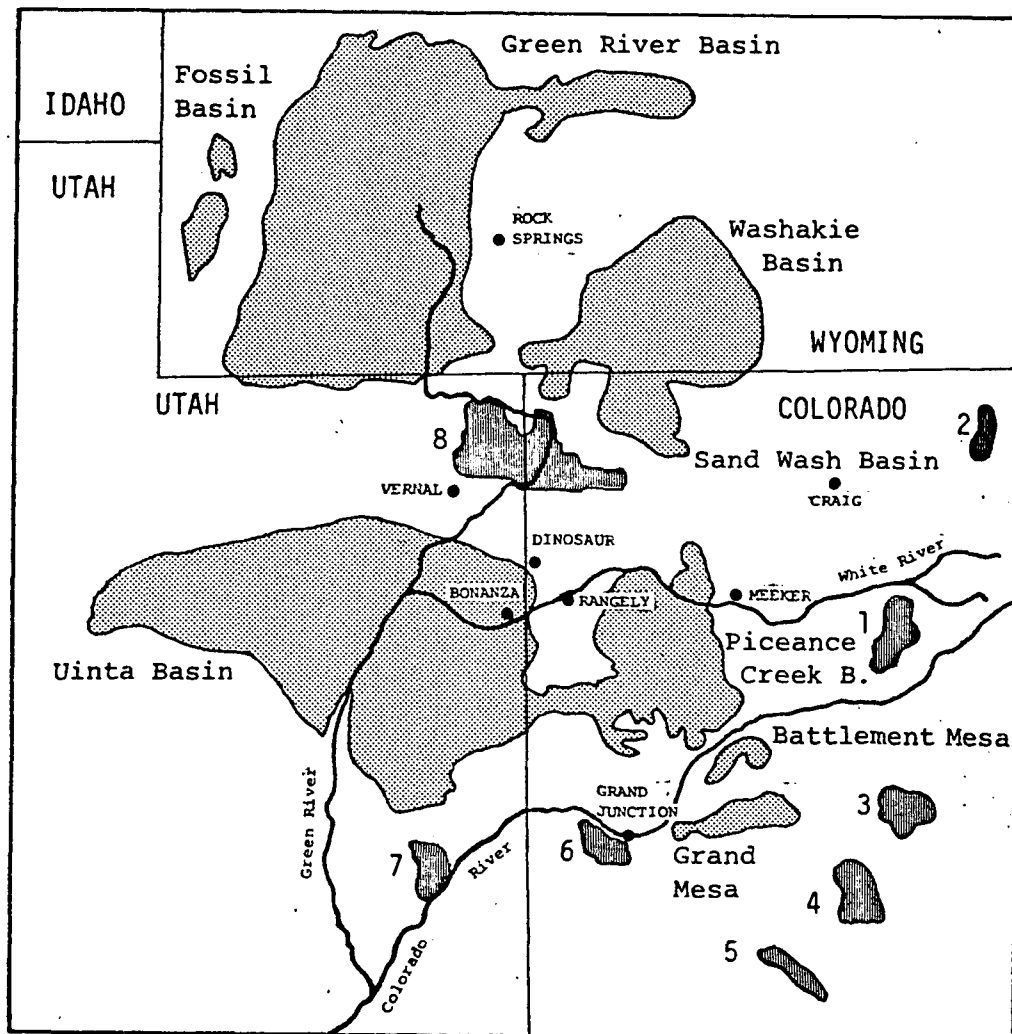 Green River Basin
Fossil
Basin
IDAHO
UTAH
ROCK
SPRINGS
Washakie
Basin
WYOMING
UTAH
COLORADO
8
2
Sand Wash Basin
VERNAL
CRAIG
DINOSAUR
White River
BONANZA
RANGELY
MEEKER
1
Uinta Basin
Piceance
Creek B.
Battlement Mesa
Green River
GRAND
JUNCTION
3
7
River
6
Grand
Mesa
4
Colorado
5